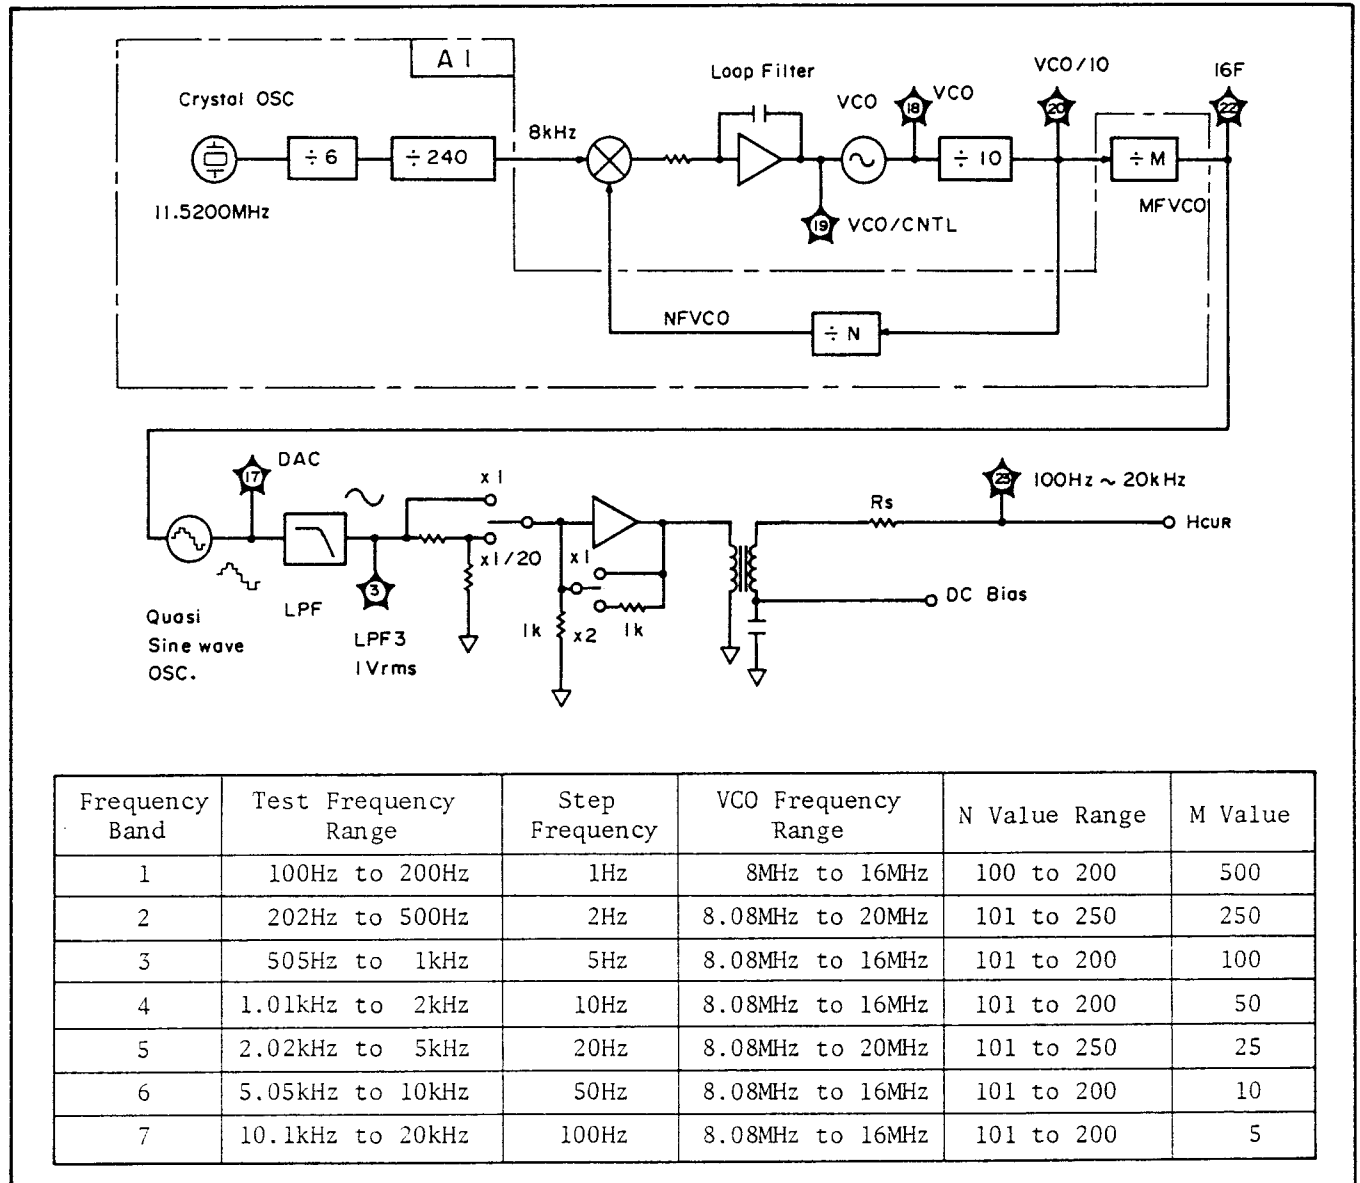 A1
Crystal OSC
11.5200MHz
÷ 6
÷ 240
8kHz
Loop Filter
19 VCO/CNTL
VCO
18 VCO
÷ 10
VCO/10
20
÷ M
MFVCO
16F
22
NFVCO
÷ N
17 DAC
Quasi
Sine wave
OSC.
LPF
3
LPF3
1Vrms
x1
x1/20
1k
x1
x2
1k
Rs
23 100Hz ~ 20kHz
HCUR
DC Bias
Frequency Band | Test Frequency Range | Step Frequency | VCO Frequency Range | N Value Range | M Value
1 | 100Hz to 200Hz | 1Hz | 8MHz to 16MHz | 100 to 200 | 500
2 | 202Hz to 500Hz | 2Hz | 8.08MHz to 20MHz | 101 to 250 | 250
3 | 505Hz to 1kHz | 5Hz | 8.08MHz to 16MHz | 101 to 200 | 100
4 | 1.01kHz to 2kHz | 10Hz | 8.08MHz to 16MHz | 101 to 200 | 50
5 | 2.02kHz to 5kHz | 20Hz | 8.08MHz to 20MHz | 101 to 250 | 25
6 | 5.05kHz to 10kHz | 50Hz | 8.08MHz to 16MHz | 101 to 200 | 10
7 | 10.1kHz to 20kHz | 100Hz | 8.08MHz to 16MHz | 101 to 200 | 5